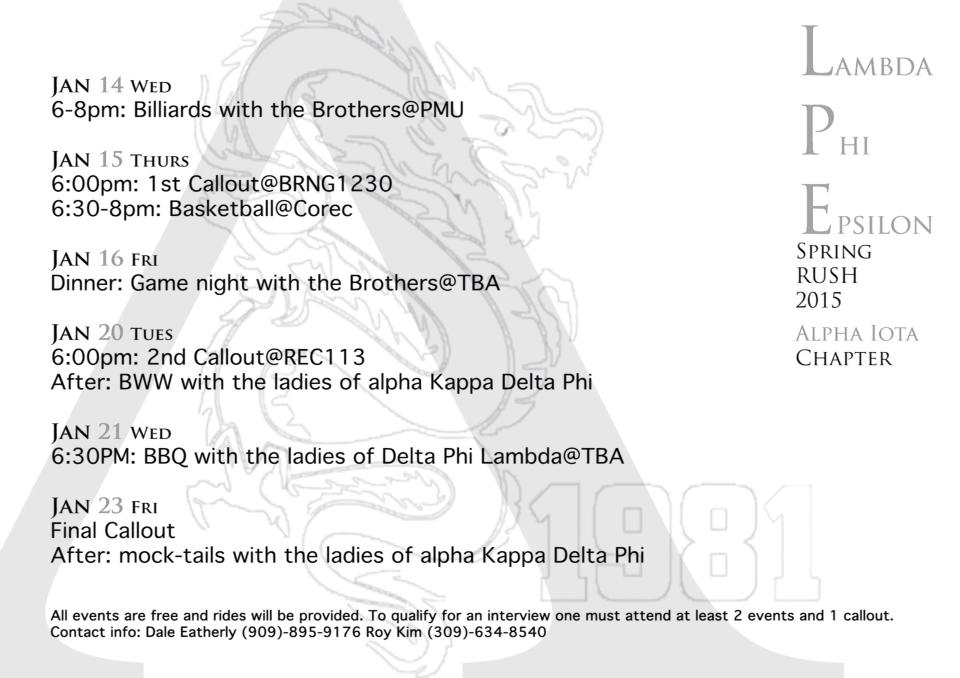 JAN 14 WED
6-8pm: Billiards with the Brothers@PMU
JAN 15 THURS
6:00pm: 1st Callout@BRNG1230
6:30-8pm: Basketball@Corec
JAN 16 FRI
Dinner: Game night with the Brothers@TBA
JAN 20 TUES
6:00pm: 2nd Callout@REC113
After: BWW with the ladies of alpha Kappa Delta Phi
JAN 21 WED
6:30PM: BBQ with the ladies of Delta Phi Lambda@TBA
JAN 23 FRI
Final Callout
After: mock-tails with the ladies of alpha Kappa Delta Phi
All events are free and rides will be provided. To qualify for an interview one must attend at least 2 events and 1 callout.
Contact info: Dale Eatherly (909)-895-9176 Roy Kim (309)-634-8540
LAMBDA
PHI
EPSILON
SPRING
RUSH
2015
ALPHA IOTA
CHAPTER
1981
Λ